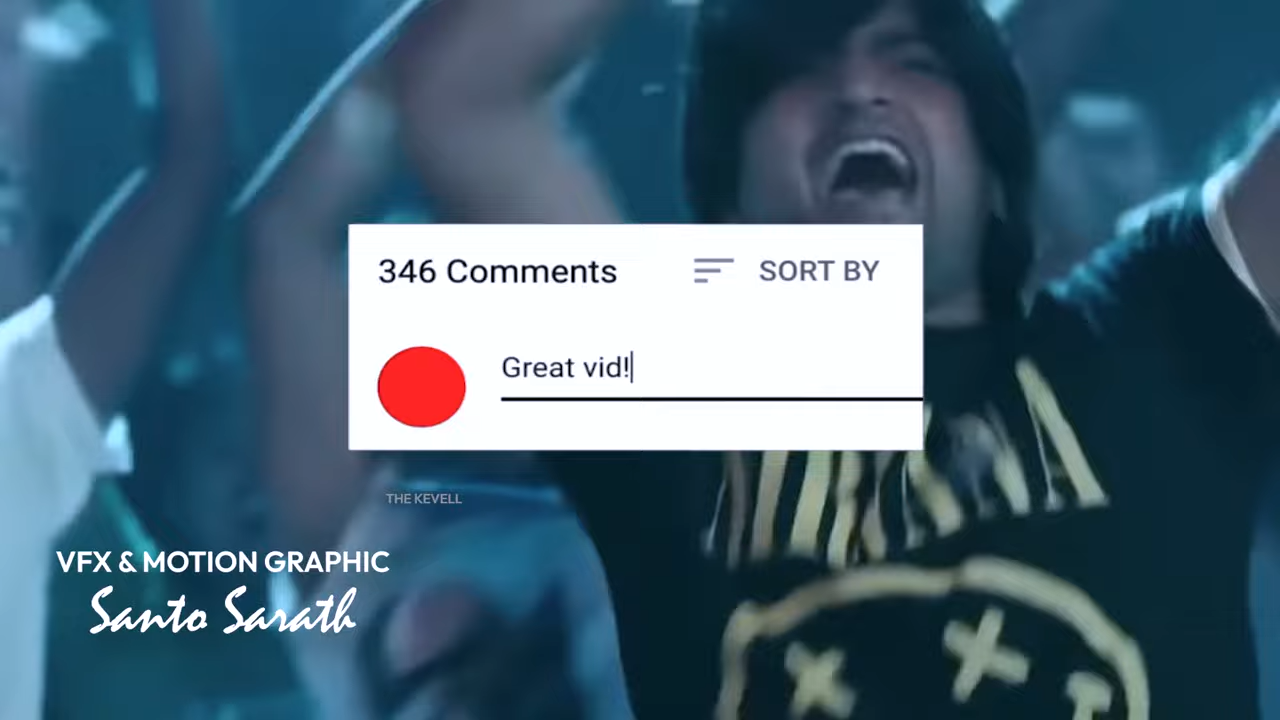 346 Comments
SORT BY
Great vid!
THE KEVELL
VFX & MOTION GRAPHIC
Santo Sarath